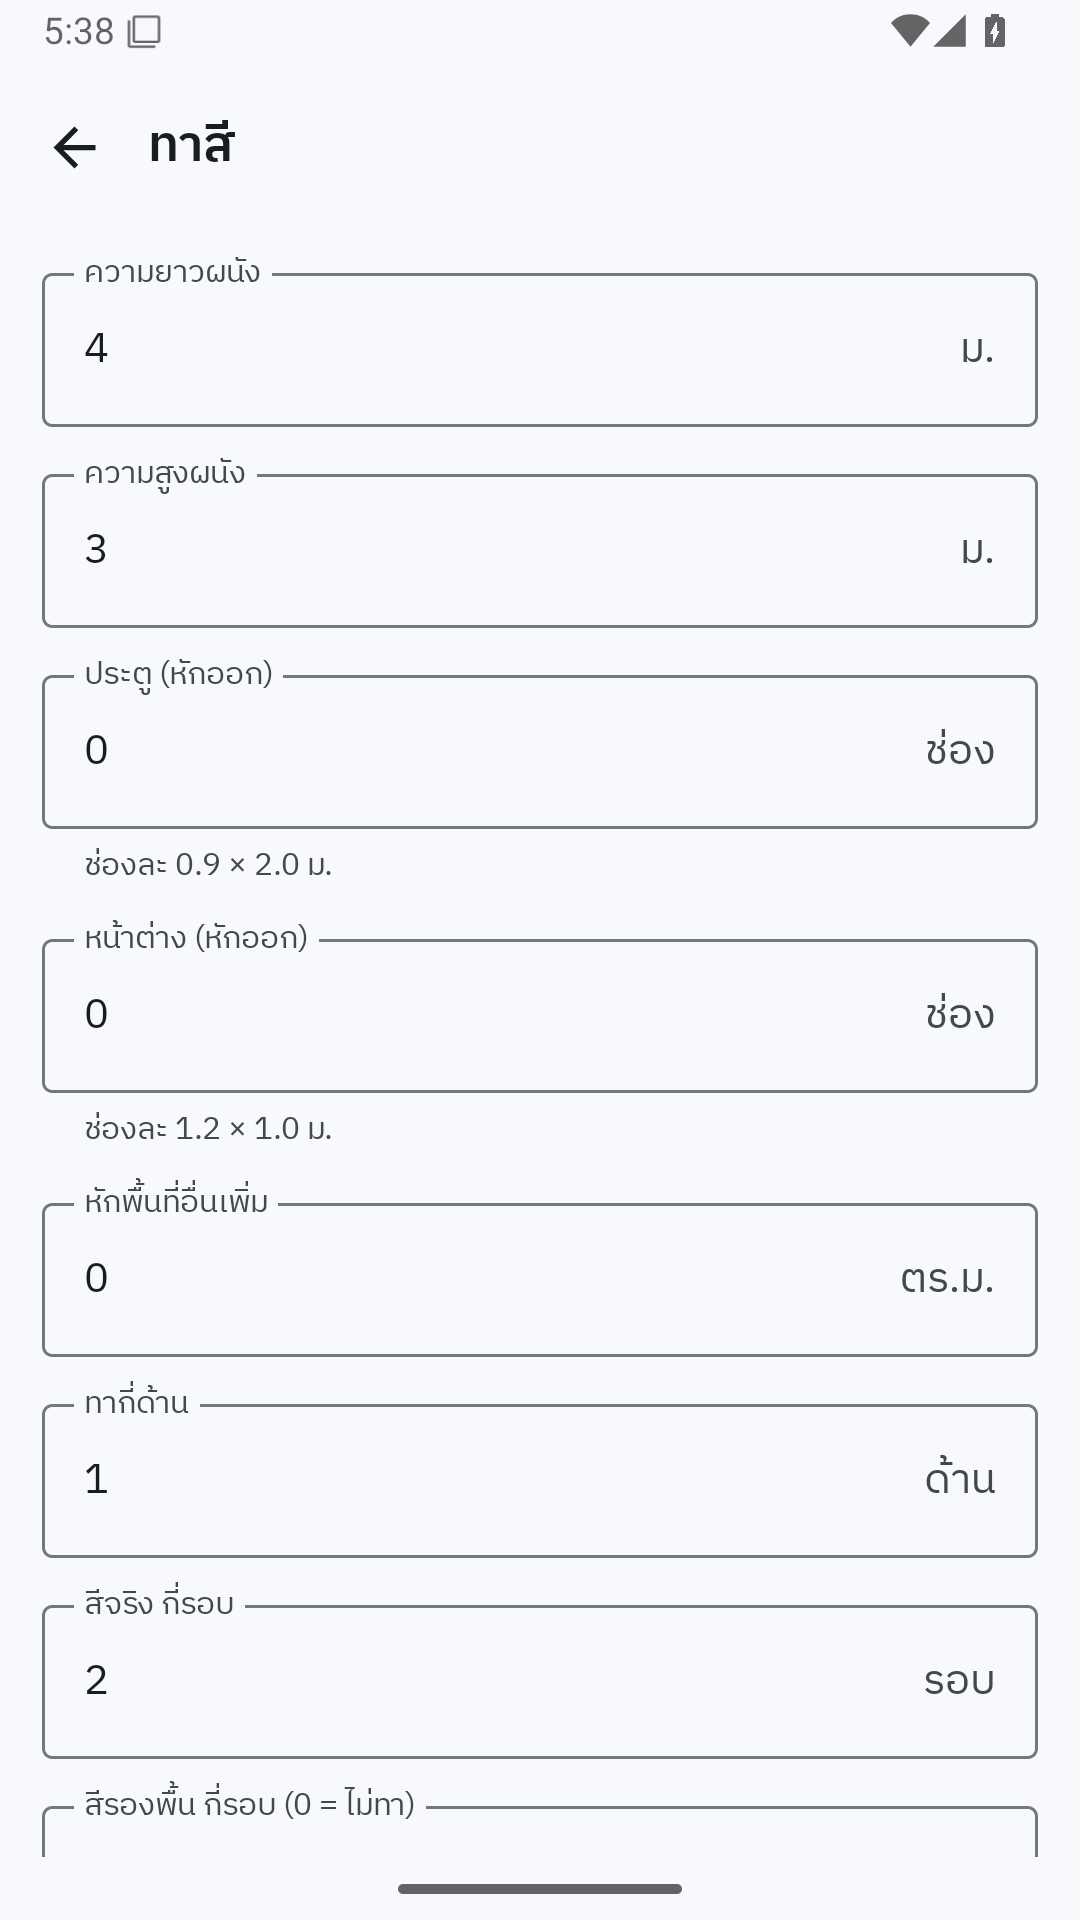 5:38
ทาสี
ความยาวผนัง
4 ม.
ความสูงผนัง
3 ม.
ประตู (หักออก)
0 ช่อง
ช่องละ 0.9 × 2.0 ม.
หน้าต่าง (หักออก)
0 ช่อง
ช่องละ 1.2 × 1.0 ม.
หักพื้นที่อื่นเพิ่ม
0 ตร.ม.
ทากี่ด้าน
1 ด้าน
สีจริง กี่รอบ
2 รอบ
สีรองพื้น กี่รอบ (0 = ไม่ทา)